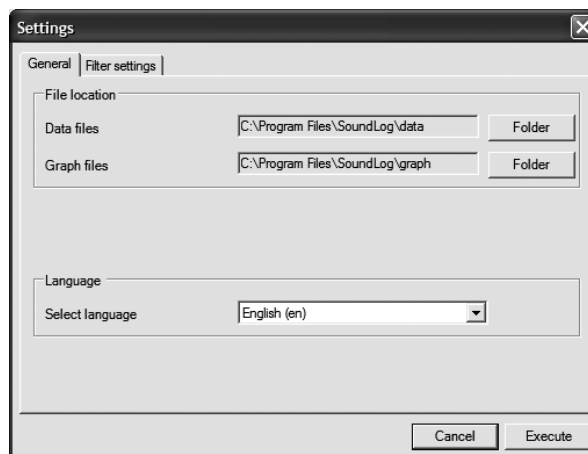 Settings
General Filter settings
File location
Data files C:\Program Files\SoundLog\data Folder
Graph files C:\Program Files\SoundLog\graph Folder
Language
Select language English (en)
Cancel Execute